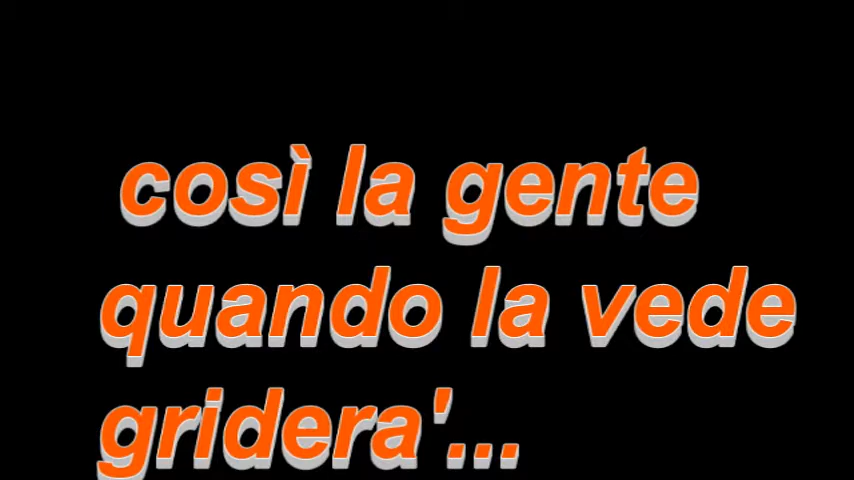 così la gente
quando la vede
gridera'...